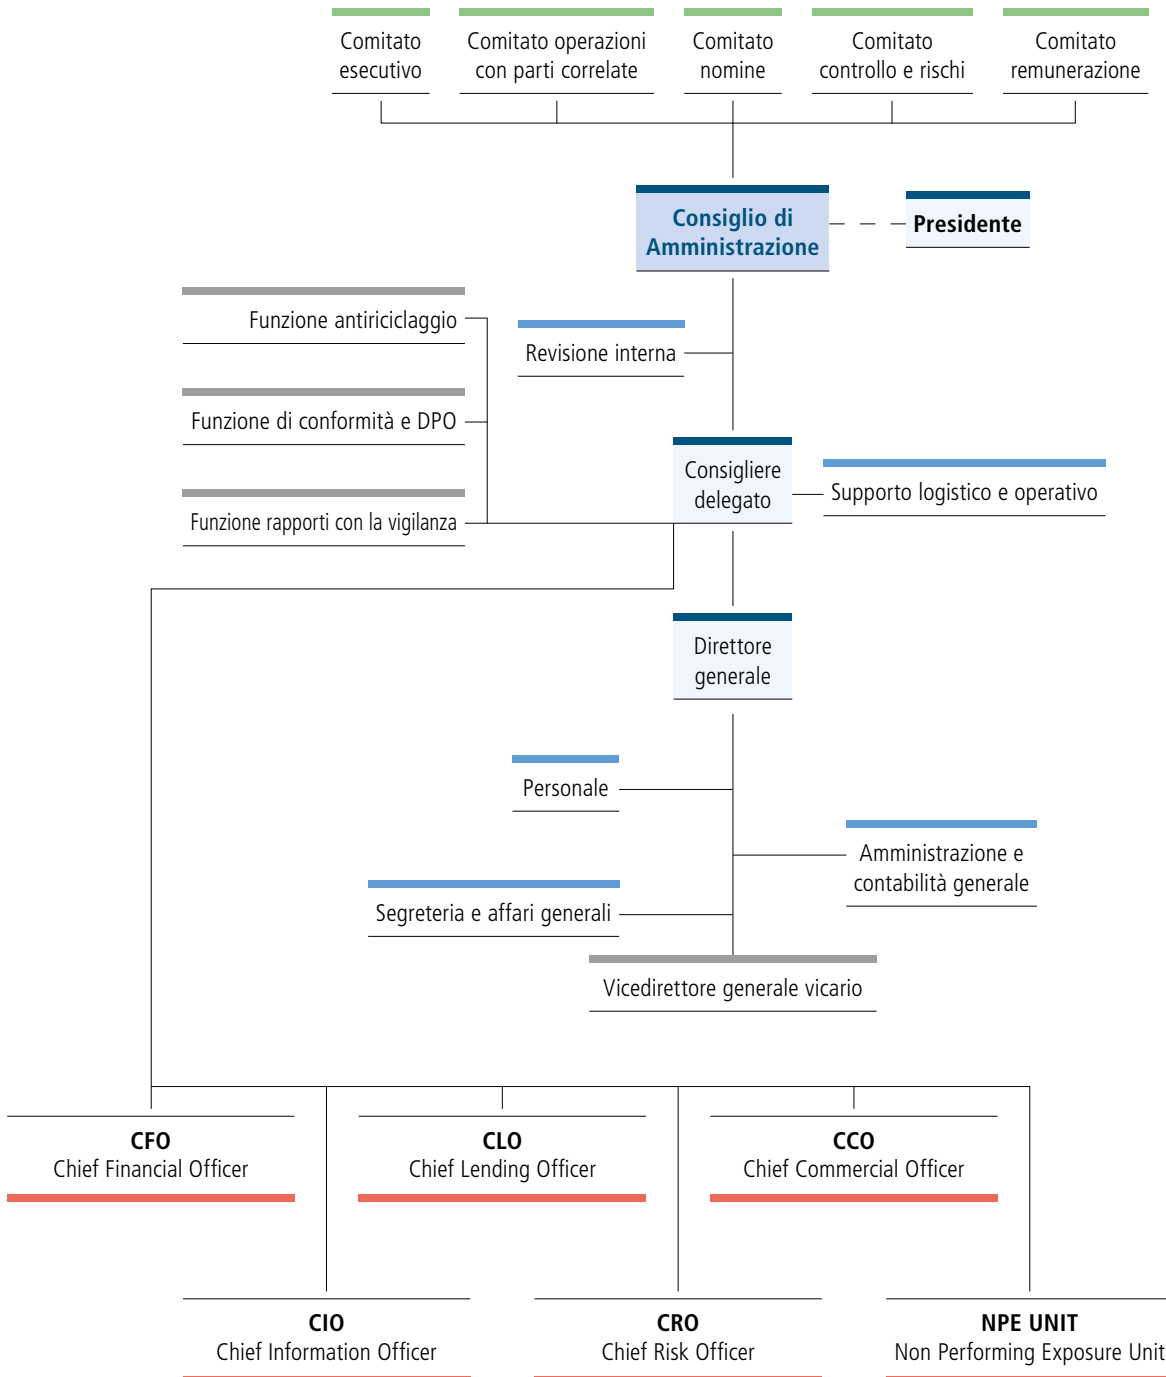 Comitato
esecutivo
Comitato operazioni
con parti correlate
Comitato
nomine
Comitato
controllo e rischi
Comitato
remunerazione
Consiglio di
Amministrazione
Presidente
Funzione antiriciclaggio
Revisione interna
Funzione di conformità e DPO
Consigliere
delegato
Supporto logistico e operativo
Funzione rapporti con la vigilanza
Direttore
generale
Personale
Amministrazione e
contabilità generale
Segreteria e affari generali
Vicedirettore generale vicario
CFO
Chief Financial Officer
CLO
Chief Lending Officer
CCO
Chief Commercial Officer
CIO
Chief Information Officer
CRO
Chief Risk Officer
NPE UNIT
Non Performing Exposure Unit